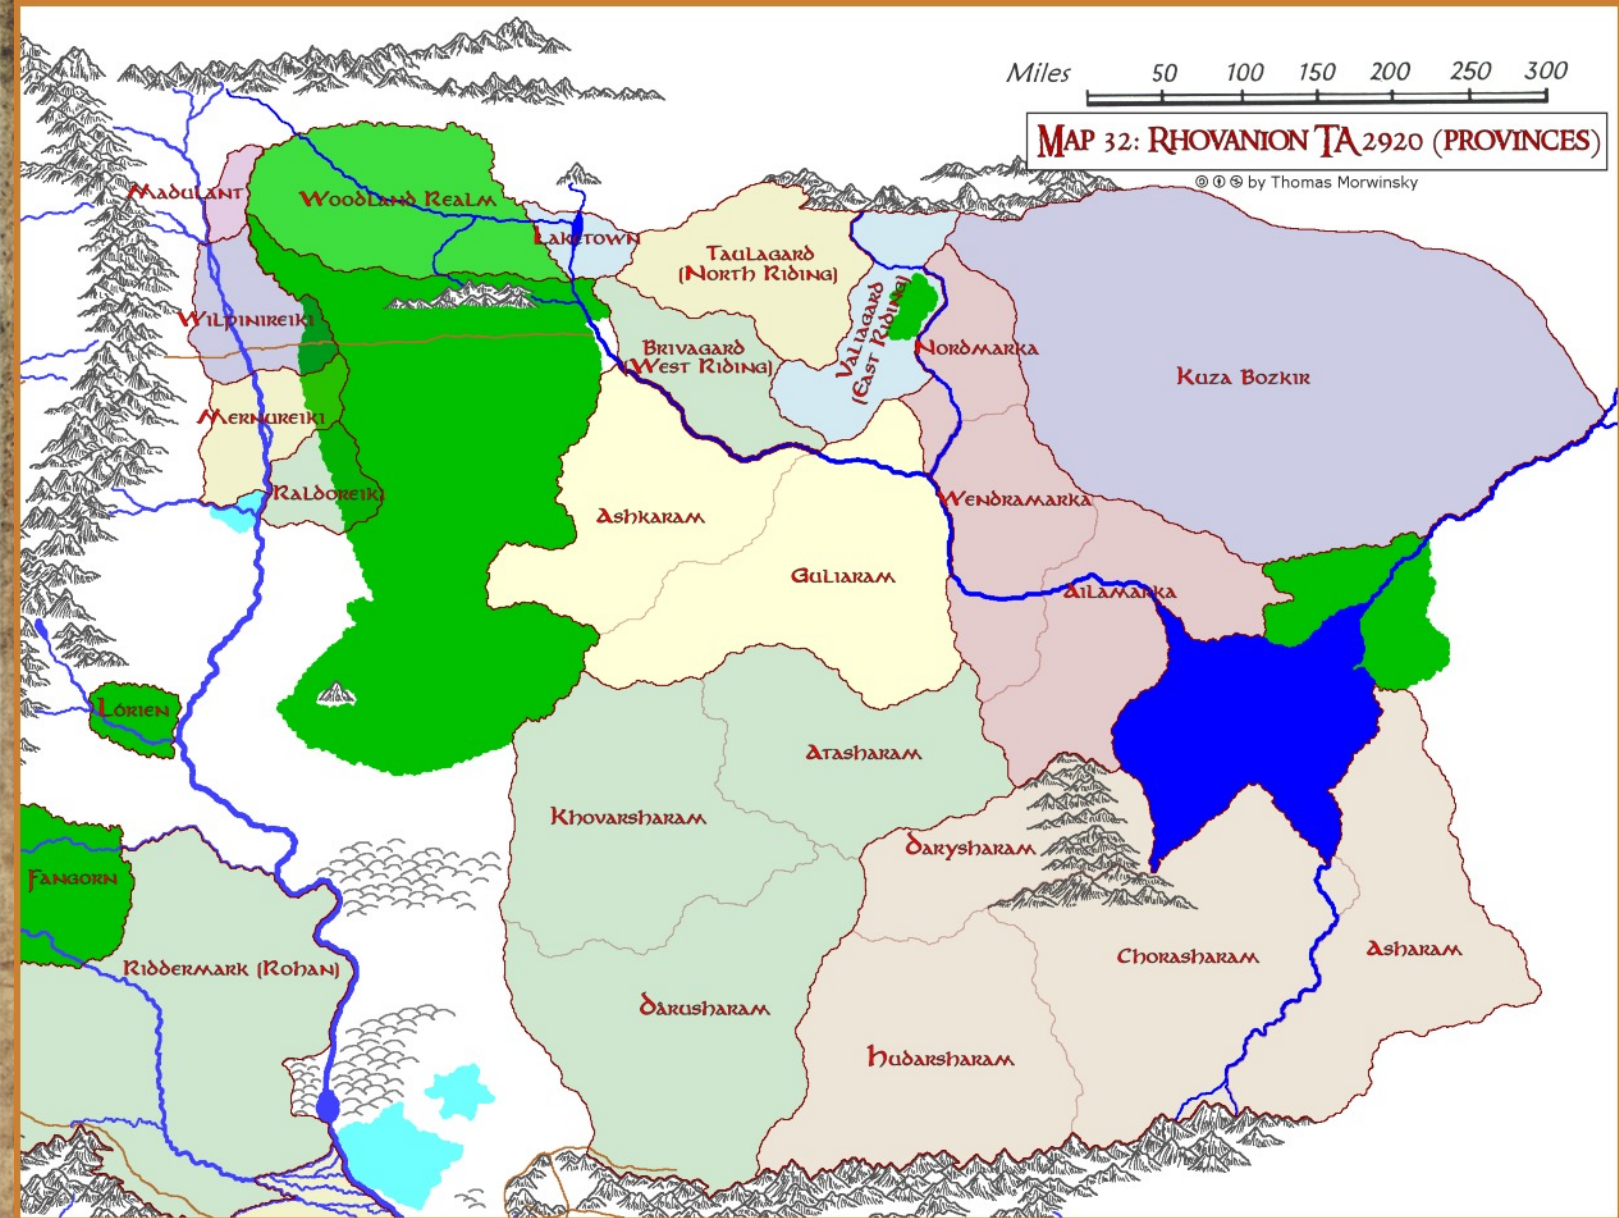 Miles 50 100 150 200 250 300
MAP 32: RHOVANION TA 2920 (PROVINCES)
by Thomas Morwinsky
MADULANT
WOODLAND REALM
LAKETOWN
TAULAGARD
(NORTH RIDING)
WILPINIREIKI
BRIVAGARD
(WEST RIDING)
VALIAGARD
(EAST RIDING)
NORDMARKA
KUZA BOZKIR
MERNUREIKI
RALDOREIKI
ASHKARAM
WENDRAMARKA
GULIARAM
AILAMARKA
LÓRIEN
ATASHARAM
KHOVARSHARAM
DARYSHARAM
FANGORN
RIDDERMARK (ROHAN)
CHORASHARAM
ASHARAM
DÂRUSHARAM
HUDARSHARAM